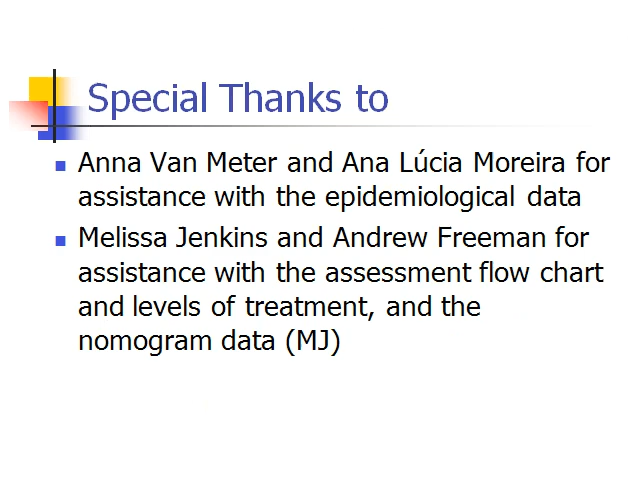 Special Thanks to
Anna Van Meter and Ana Lúcia Moreira for
assistance with the epidemiological data
Melissa Jenkins and Andrew Freeman for
assistance with the assessment flow chart
and levels of treatment, and the
nomogram data (MJ)